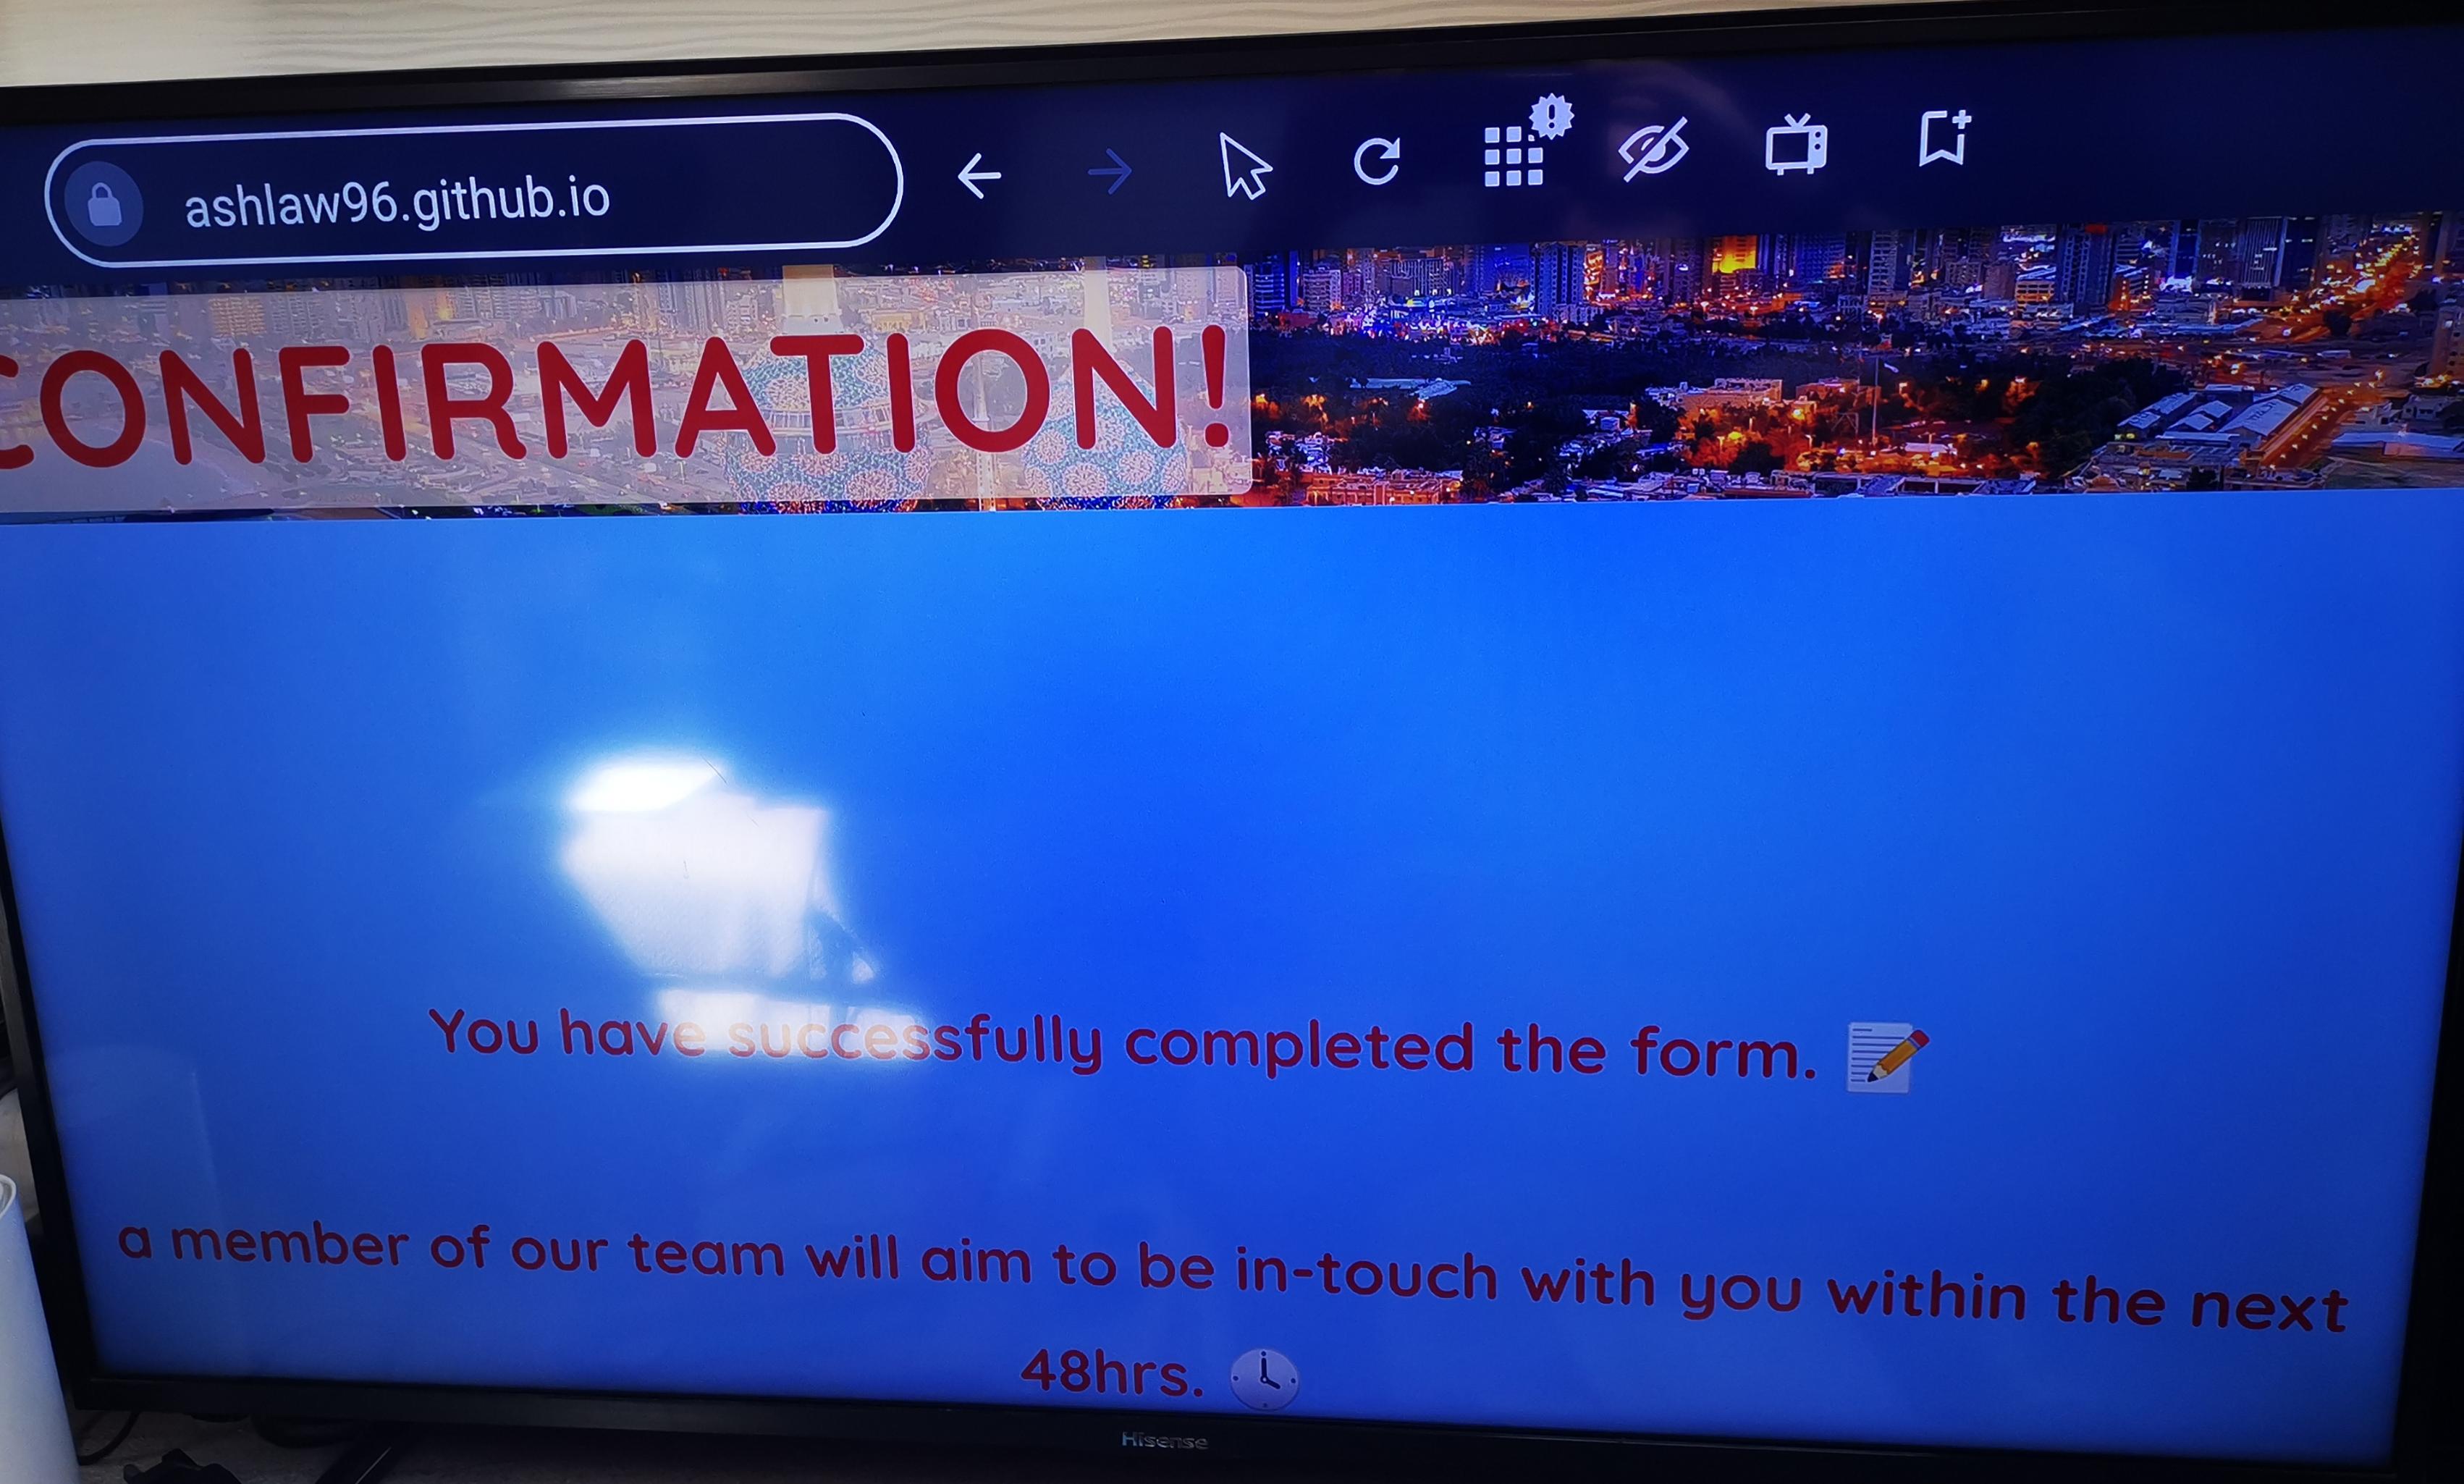 ashlaw96.github.io
CONFIRMATION!
You have successfully completed the form.
a member of our team will aim to be in-touch with you within the next
48hrs.
Hisense